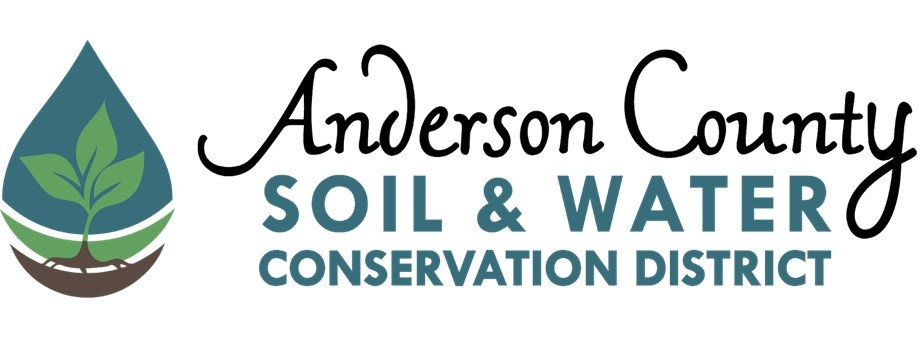 Anderson County
SOIL & WATER
CONSERVATION DISTRICT